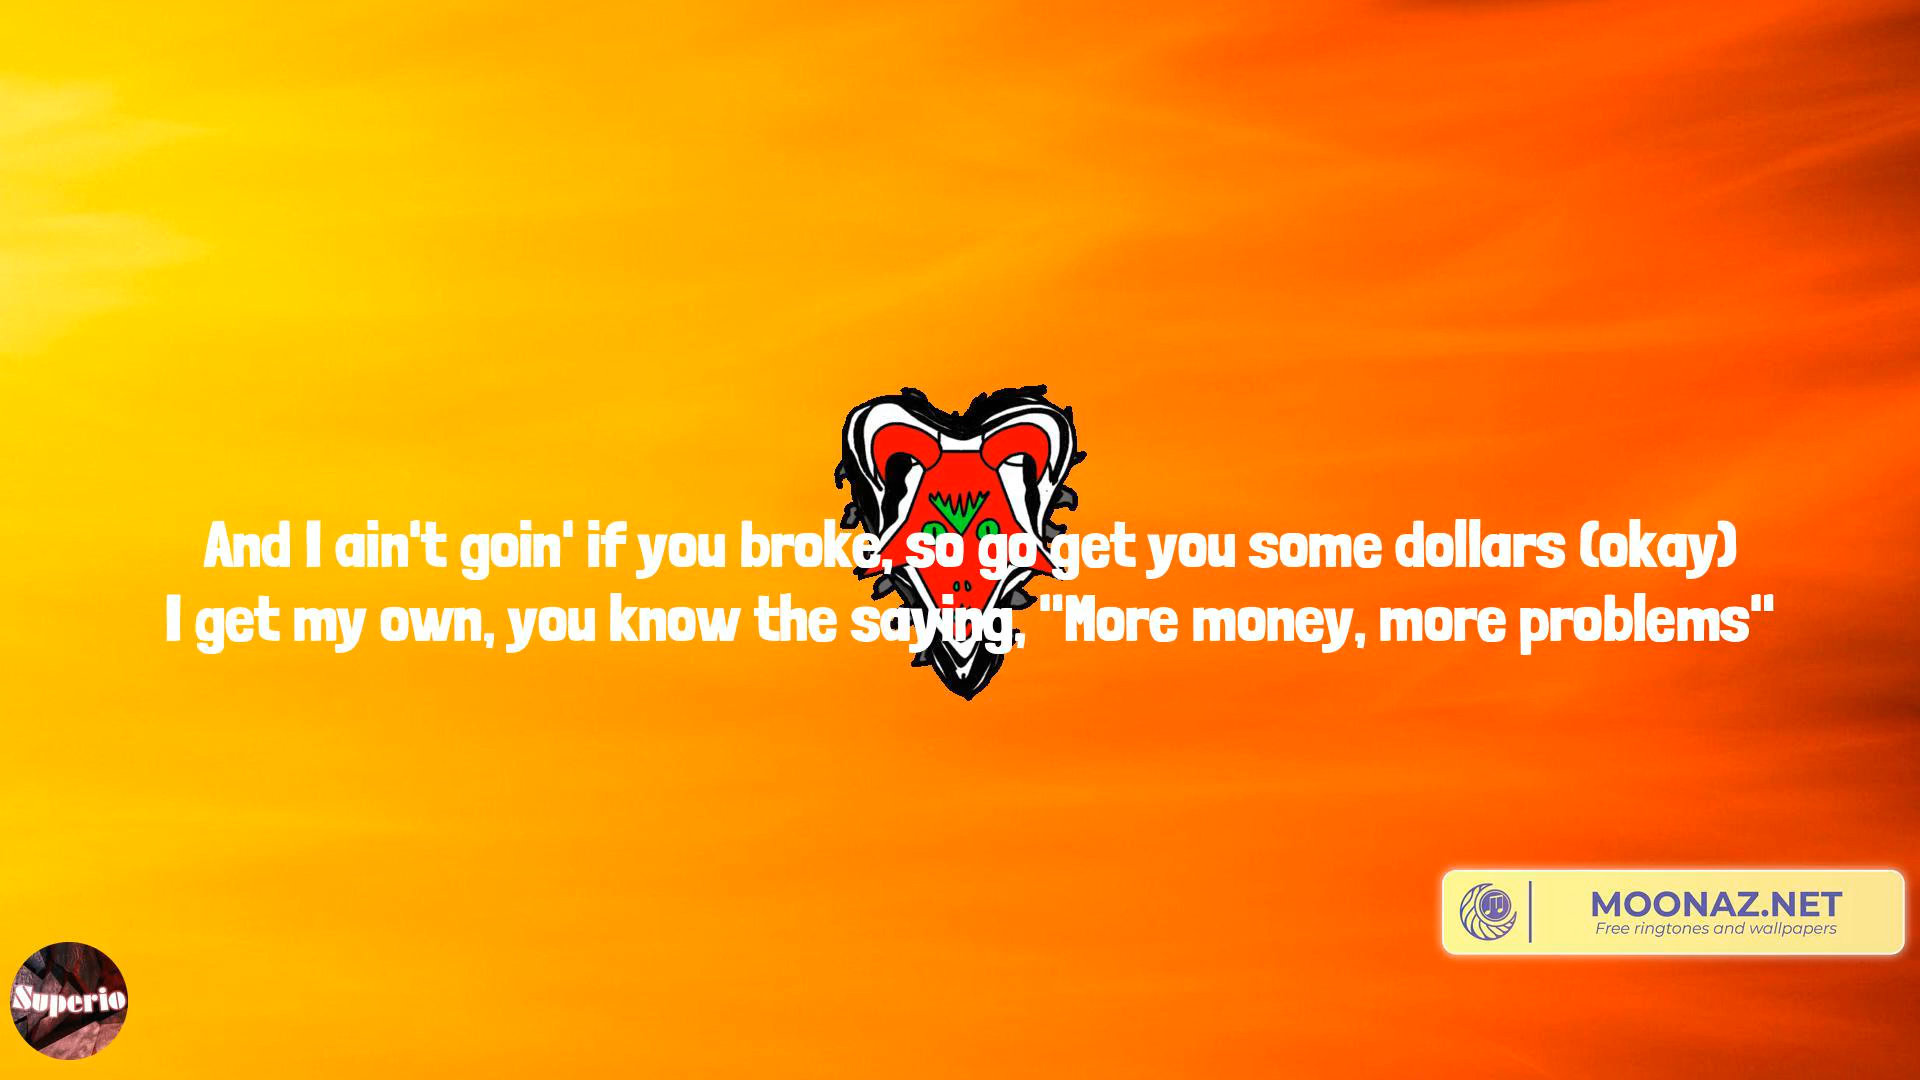 And I ain't goin' if you broke, so go get you some dollars (okay)
I get my own, you know the saying, "More money, more problems"
MOONAZ.NET
Free ringtones and wallpapers
Superio